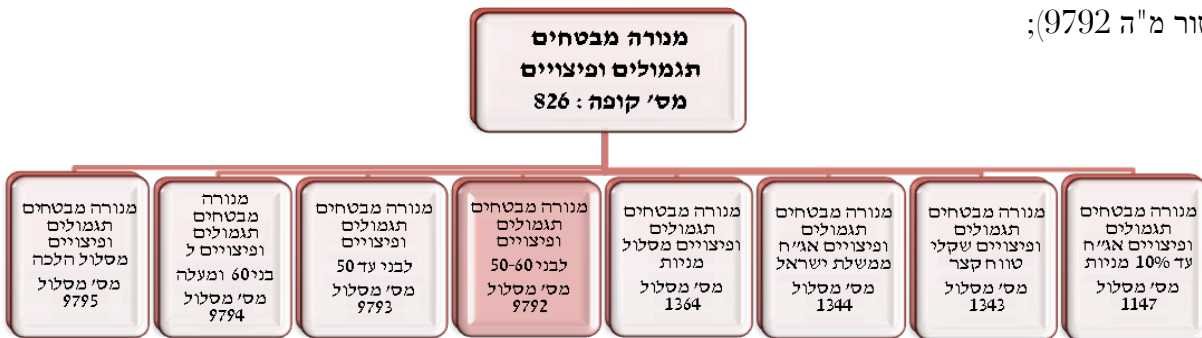 מ"ה 9792);
מנורה מבטחים
תגמולים ופיצויים
מס׳ קופה : 826
מנורה מבטחים
תגמולים
ופיצויים אג״ח
עד 10% מניות
מס׳ מסלול
1147
מנורה מבטחים
תגמולים
ופיצויים שקלי
טווח קצר
מס׳ מסלול
1343
מנורה מבטחים
תגמולים
ופיצויים אג״ח
ממשלת ישראל
מס׳ מסלול
1344
מנורה מבטחים
תגמולים
ופיצויים מסלול
מניות
מס׳ מסלול
1364
מנורה מבטחים
תגמולים
ופיצויים
לבני 50-60
מס׳ מסלול
9792
מנורה מבטחים
תגמולים
ופיצויים
לבני עד 50
מס׳ מסלול
9793
מנורה
מבטחים
תגמולים
ופיצויים ל
בני 60 ומעלה
מס׳ מסלול
9794
מנורה מבטחים
תגמולים
ופיצויים
מסלול הלכה
מס׳ מסלול
9795